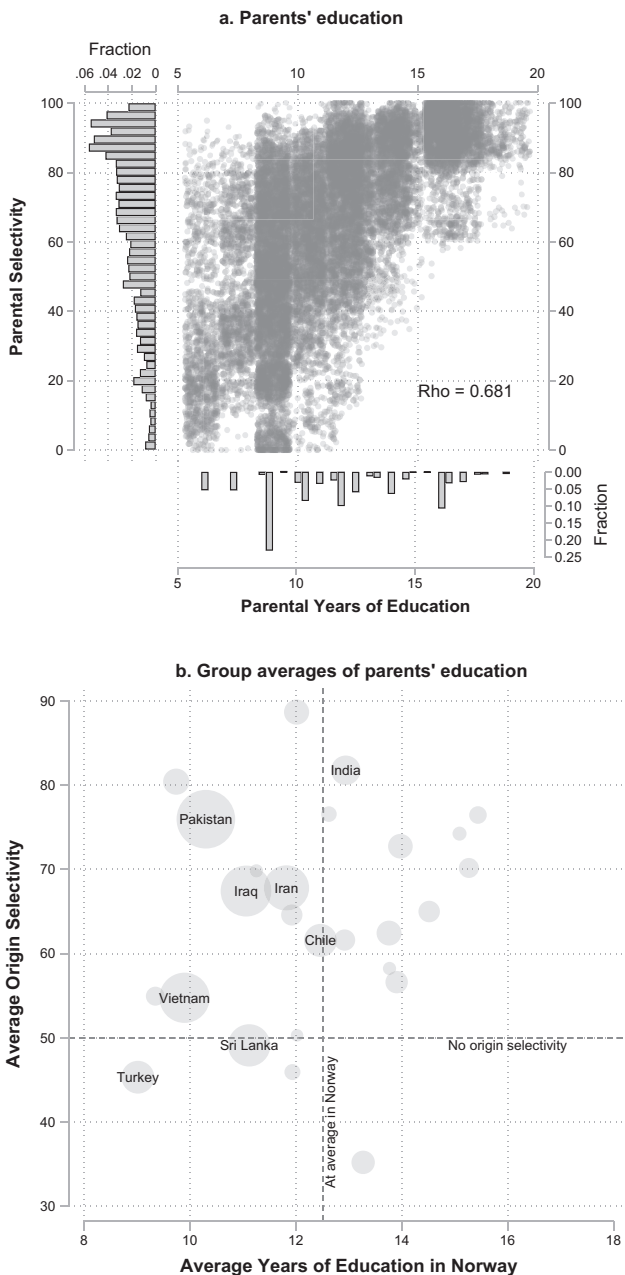 a. Parents' education
Fraction
.06 .04 .02 0 5 10 15 20
100 100
80 80
60 60
40 40
20 20
0 0
Parental Selectivity
Rho = 0.681
0.00
0.05
0.10
0.15
0.20
0.25
Fraction
5 10 15 20
Parental Years of Education
b. Group averages of parents' education
90
80
70
60
50
40
30
Average Origin Selectivity
India
Pakistan
Iraq
Iran
Chile
Vietnam
Sri Lanka
No origin selectivity
Turkey
At average in Norway
8 10 12 14 16 18
Average Years of Education in Norway